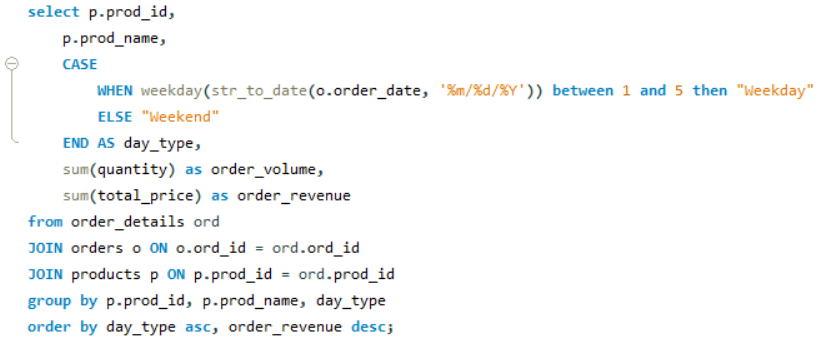 select p.prod_id,
p.prod_name,
CASE
WHEN weekday(str_to_date(o.order_date, '%m/%d/%Y')) between 1 and 5 then "Weekday"
ELSE "Weekend"
END AS day_type,
sum(quantity) as order_volume,
sum(total_price) as order_revenue
from order_details ord
JOIN orders o ON o.ord_id = ord.ord_id
JOIN products p ON p.prod_id = ord.prod_id
group by p.prod_id, p.prod_name, day_type
order by day_type asc, order_revenue desc;